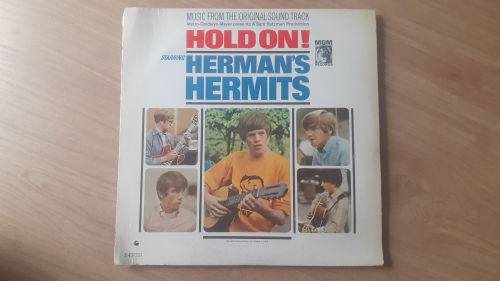 MUSIC FROM THE ORIGINAL SOUND TRACK
Metro-Goldwyn-Mayer presents A Sam Katzman Production
HOLD ON!
MGM
RECORDS
STARRING
HERMAN'S
HERMITS